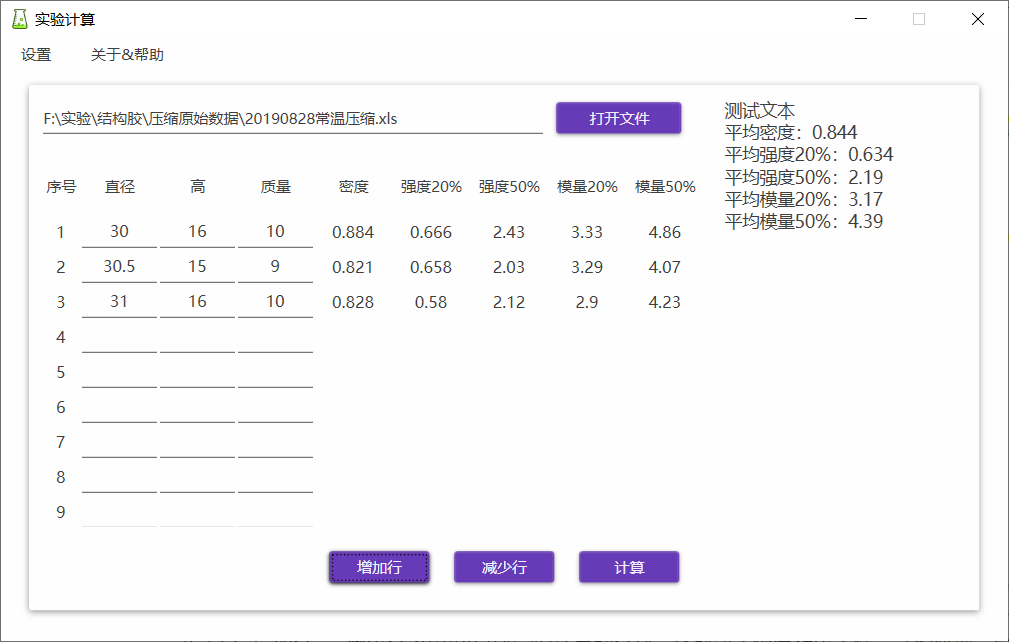 实验计算
设置 关于&帮助
F:\实验\结构胶\压缩原始数据\20190828常温压缩.xls 打开文件
测试文本
平均密度：0.844
平均强度20%：0.634
平均强度50%：2.19
平均模量20%：3.17
平均模量50%：4.39
序号 直径 高 质量 密度 强度20% 强度50% 模量20% 模量50%
1 30 16 10 0.884 0.666 2.43 3.33 4.86
2 30.5 15 9 0.821 0.658 2.03 3.29 4.07
3 31 16 10 0.828 0.58 2.12 2.9 4.23
4
5
6
7
8
9
增加行 减少行 计算